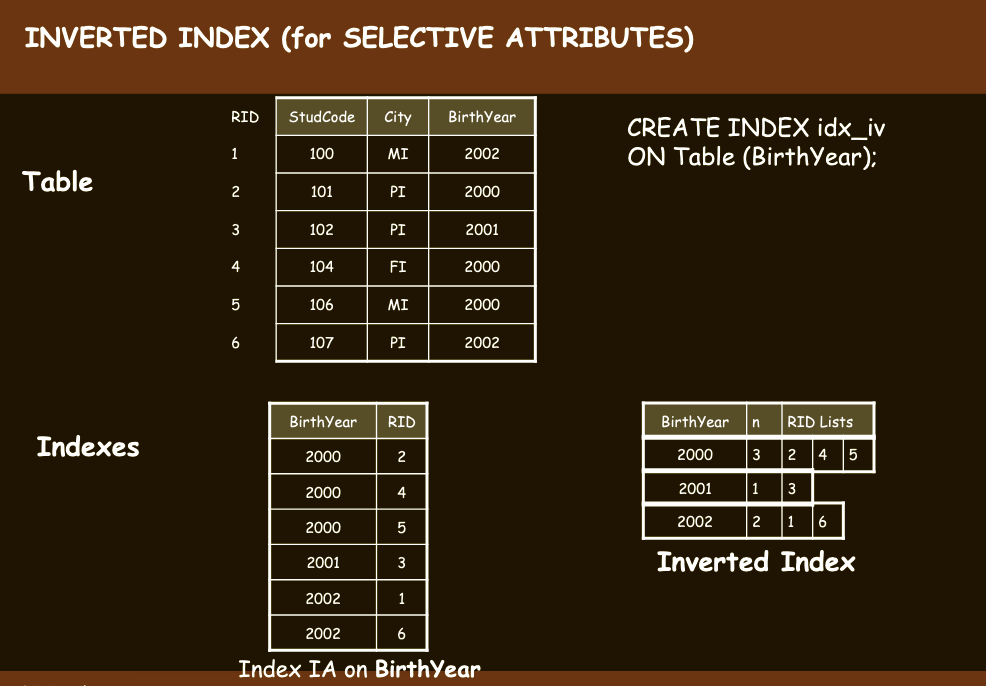 INVERTED INDEX (for SELECTIVE ATTRIBUTES)
RID StudCode City BirthYear
1 100 MI 2002
2 101 PI 2000
3 102 PI 2001
4 104 FI 2000
5 106 MI 2000
6 107 PI 2002
Table
CREATE INDEX idx_iv
ON Table (BirthYear);
Indexes
BirthYear RID
2000 2
2000 4
2000 5
2001 3
2002 1
2002 6
Index IA on BirthYear
BirthYear n RID Lists
2000 3 2 4 5
2001 1 3
2002 2 1 6
Inverted Index